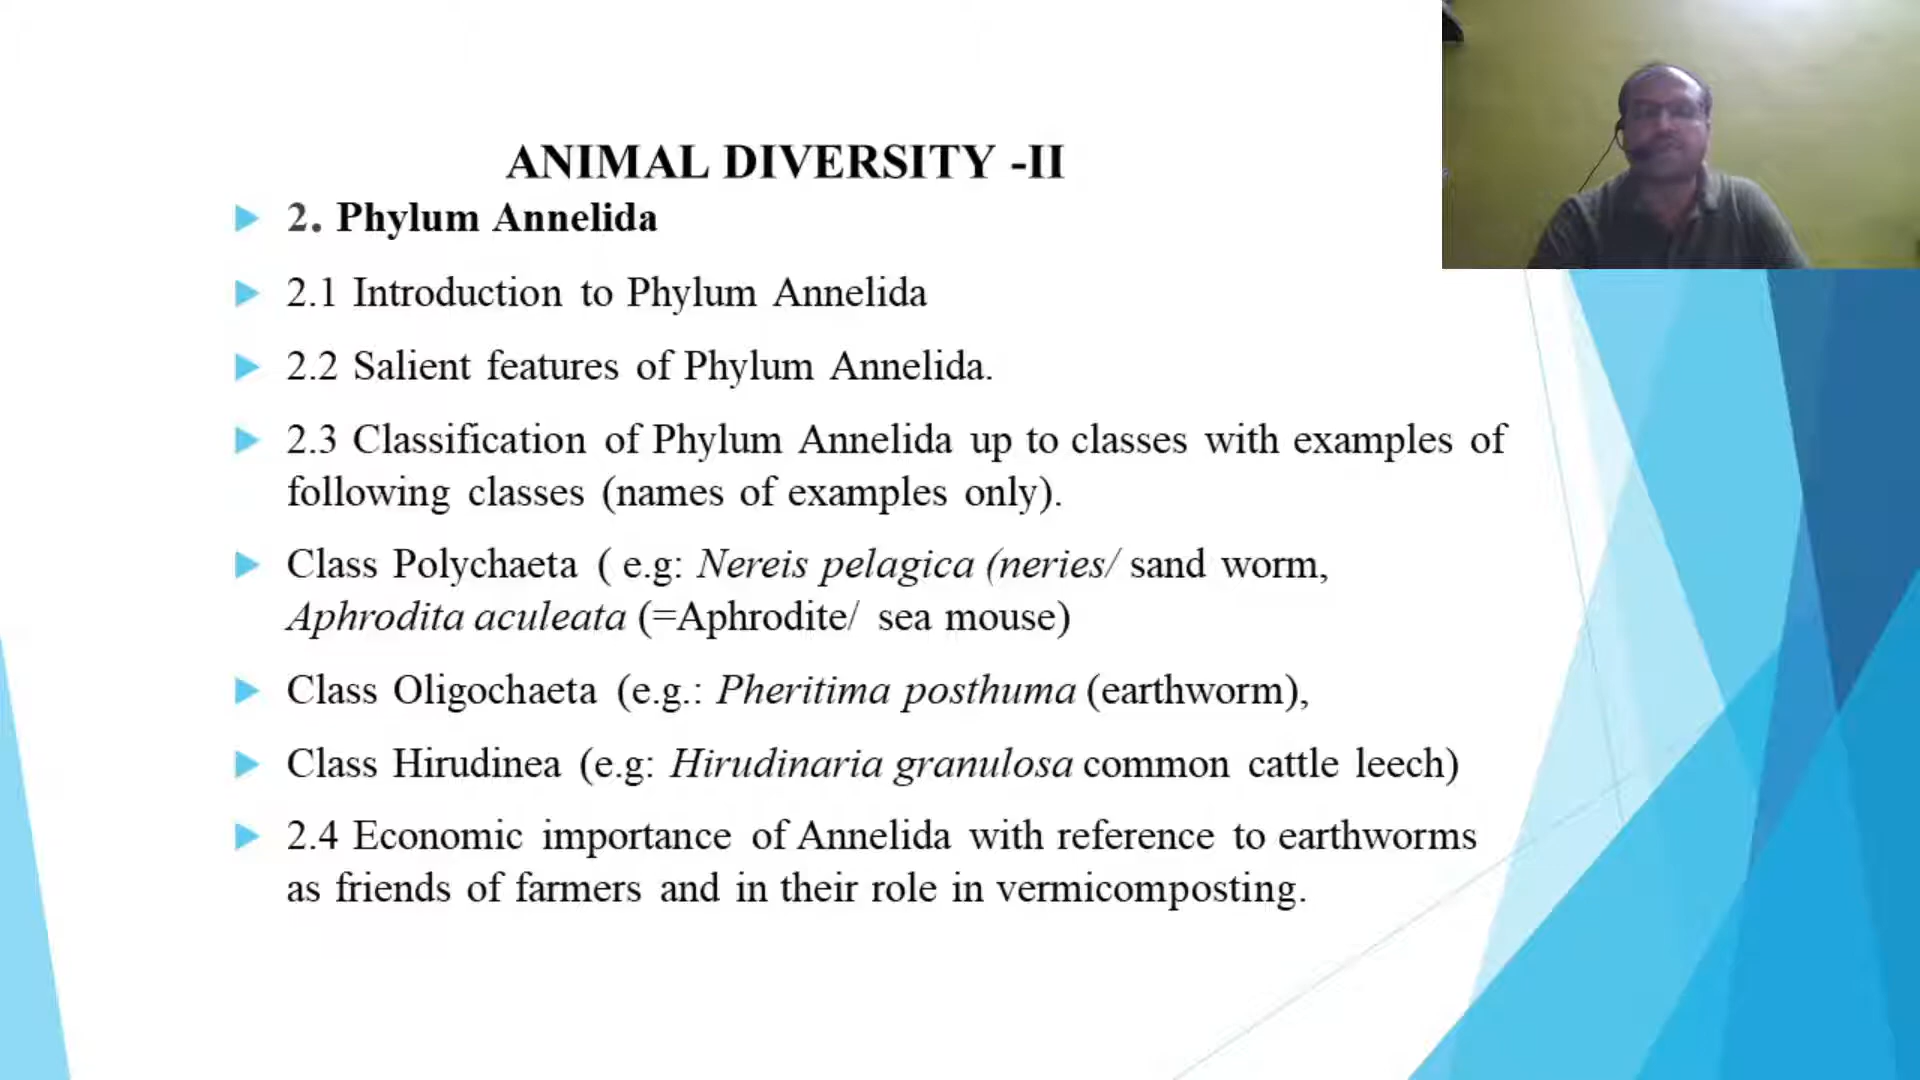 ANIMAL DIVERSITY -II
2. Phylum Annelida
2.1 Introduction to Phylum Annelida
2.2 Salient features of Phylum Annelida.
2.3 Classification of Phylum Annelida up to classes with examples of
following classes (names of examples only).
Class Polychaeta ( e.g: Nereis pelagica (neries/ sand worm,
Aphrodita aculeata (=Aphrodite/ sea mouse)
Class Oligochaeta (e.g.: Pheritima posthuma (earthworm),
Class Hirudinea (e.g: Hirudinaria granulosa common cattle leech)
2.4 Economic importance of Annelida with reference to earthworms
as friends of farmers and in their role in vermicomposting.